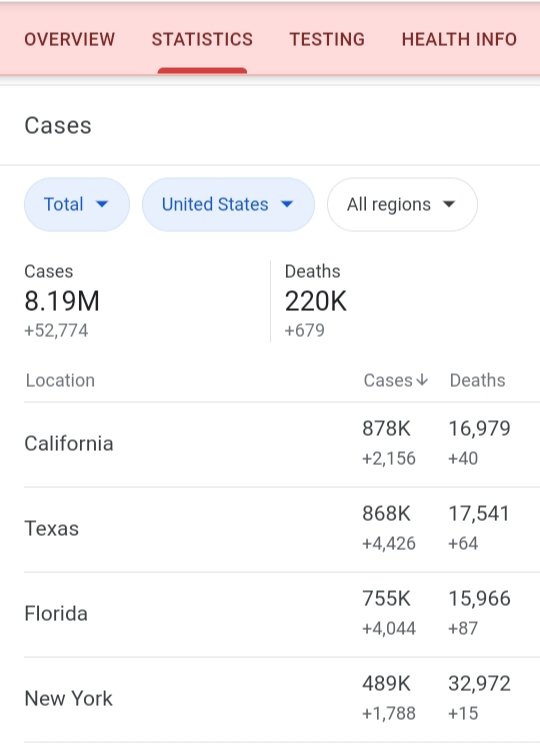 OVERVIEW STATISTICS TESTING HEALTH INFO
Cases
Total United States All regions
Cases Deaths
8.19M 220K
+52,774 +679
Location Cases↓ Deaths
California 878K 16,979
+2,156 +40
Texas 868K 17,541
+4,426 +64
Florida 755K 15,966
+4,044 +87
New York 489K 32,972
+1,788 +15